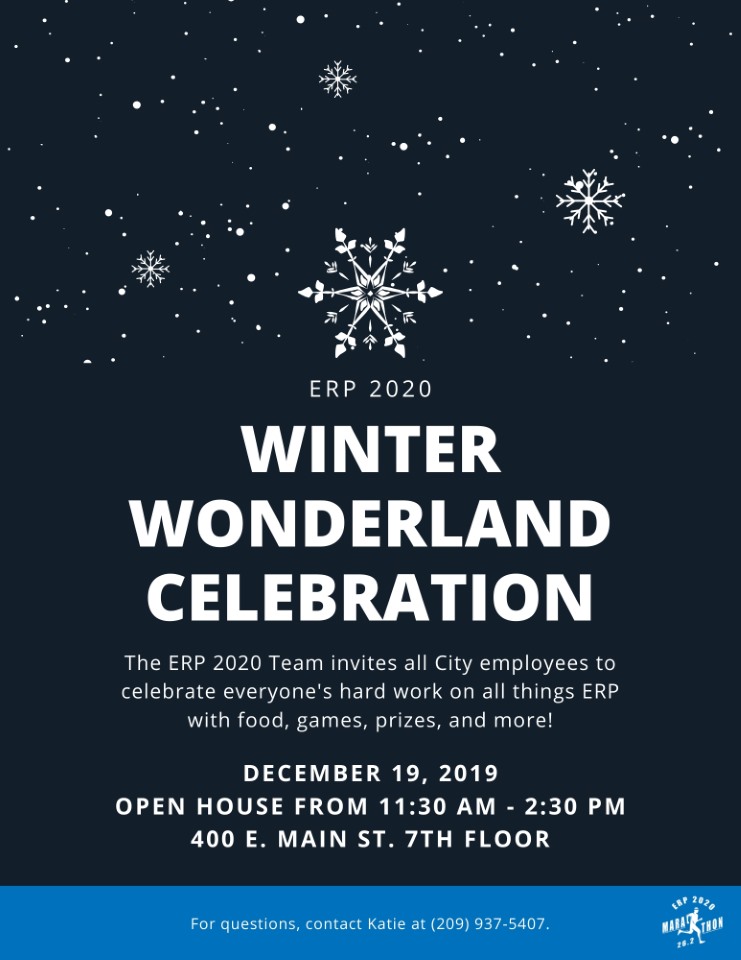 ERP 2020
WINTER
WONDERLAND
CELEBRATION
The ERP 2020 Team invites all City employees to
celebrate everyone's hard work on all things ERP
with food, games, prizes, and more!
DECEMBER 19, 2019
OPEN HOUSE FROM 11:30 AM - 2:30 PM
400 E. MAIN ST. 7TH FLOOR
For questions, contact Katie at (209) 937-5407.
ERP 2020
MARATHON
26.2